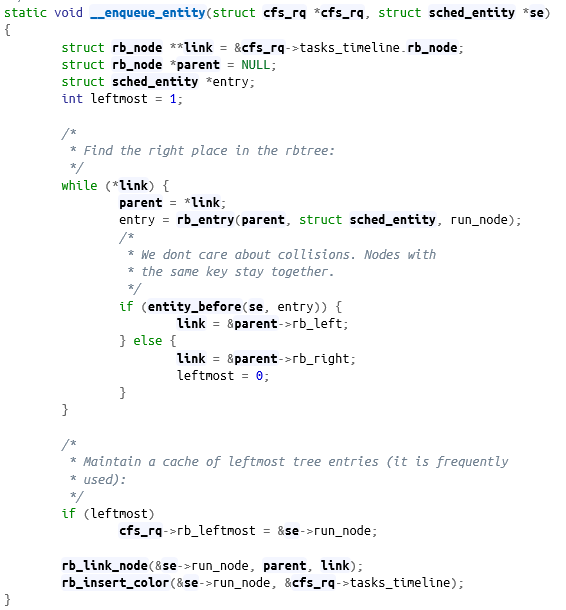 static void __enqueue_entity(struct cfs_rq *cfs_rq, struct sched_entity *se)
{
        struct rb_node **link = &cfs_rq->tasks_timeline.rb_node;
        struct rb_node *parent = NULL;
        struct sched_entity *entry;
        int leftmost = 1;

        /*
         * Find the right place in the rbtree:
         */
        while (*link) {
                parent = *link;
                entry = rb_entry(parent, struct sched_entity, run_node);
                /*
                 * We dont care about collisions. Nodes with
                 * the same key stay together.
                 */
                if (entity_before(se, entry)) {
                        link = &parent->rb_left;
                } else {
                        link = &parent->rb_right;
                        leftmost = 0;
                }
        }

        /*
         * Maintain a cache of leftmost tree entries (it is frequently
         * used):
         */
        if (leftmost)
                cfs_rq->rb_leftmost = &se->run_node;

        rb_link_node(&se->run_node, parent, link);
        rb_insert_color(&se->run_node, &cfs_rq->tasks_timeline);
}